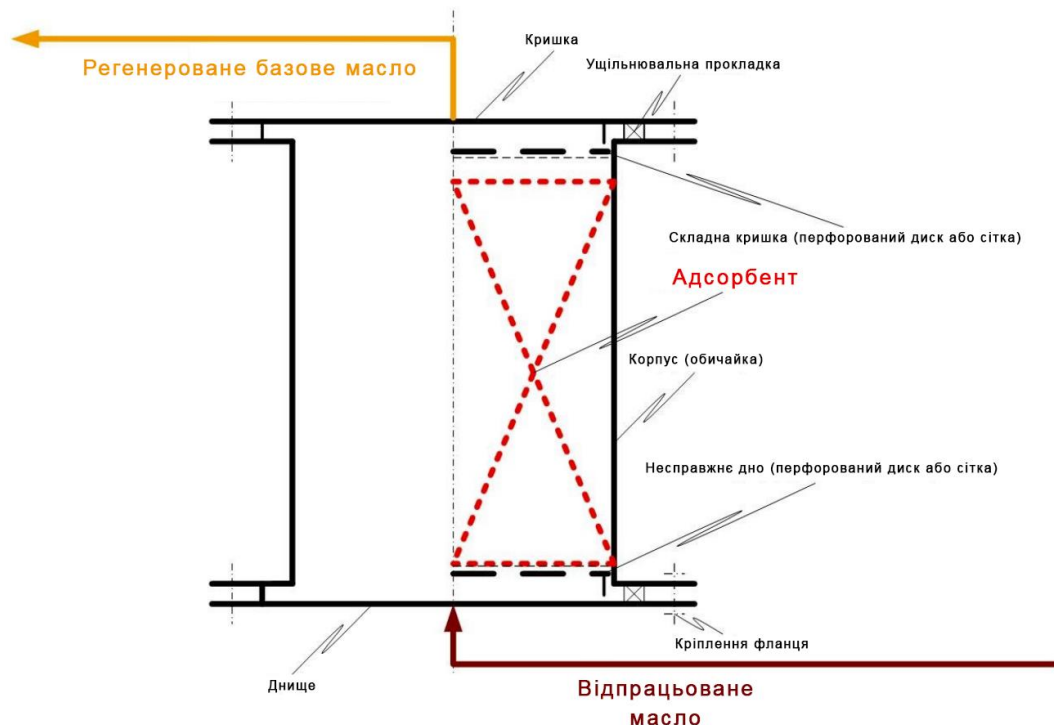 Кришка
Регенероване базове масло
Ущільнювальна прокладка
Складна кришка (перфорований диск або сітка)
Адсорбент
Корпус (обичайка)
Несправжнє дно (перфорований диск або сітка)
Кріплення фланця
Днище
Відпрацьоване
масло